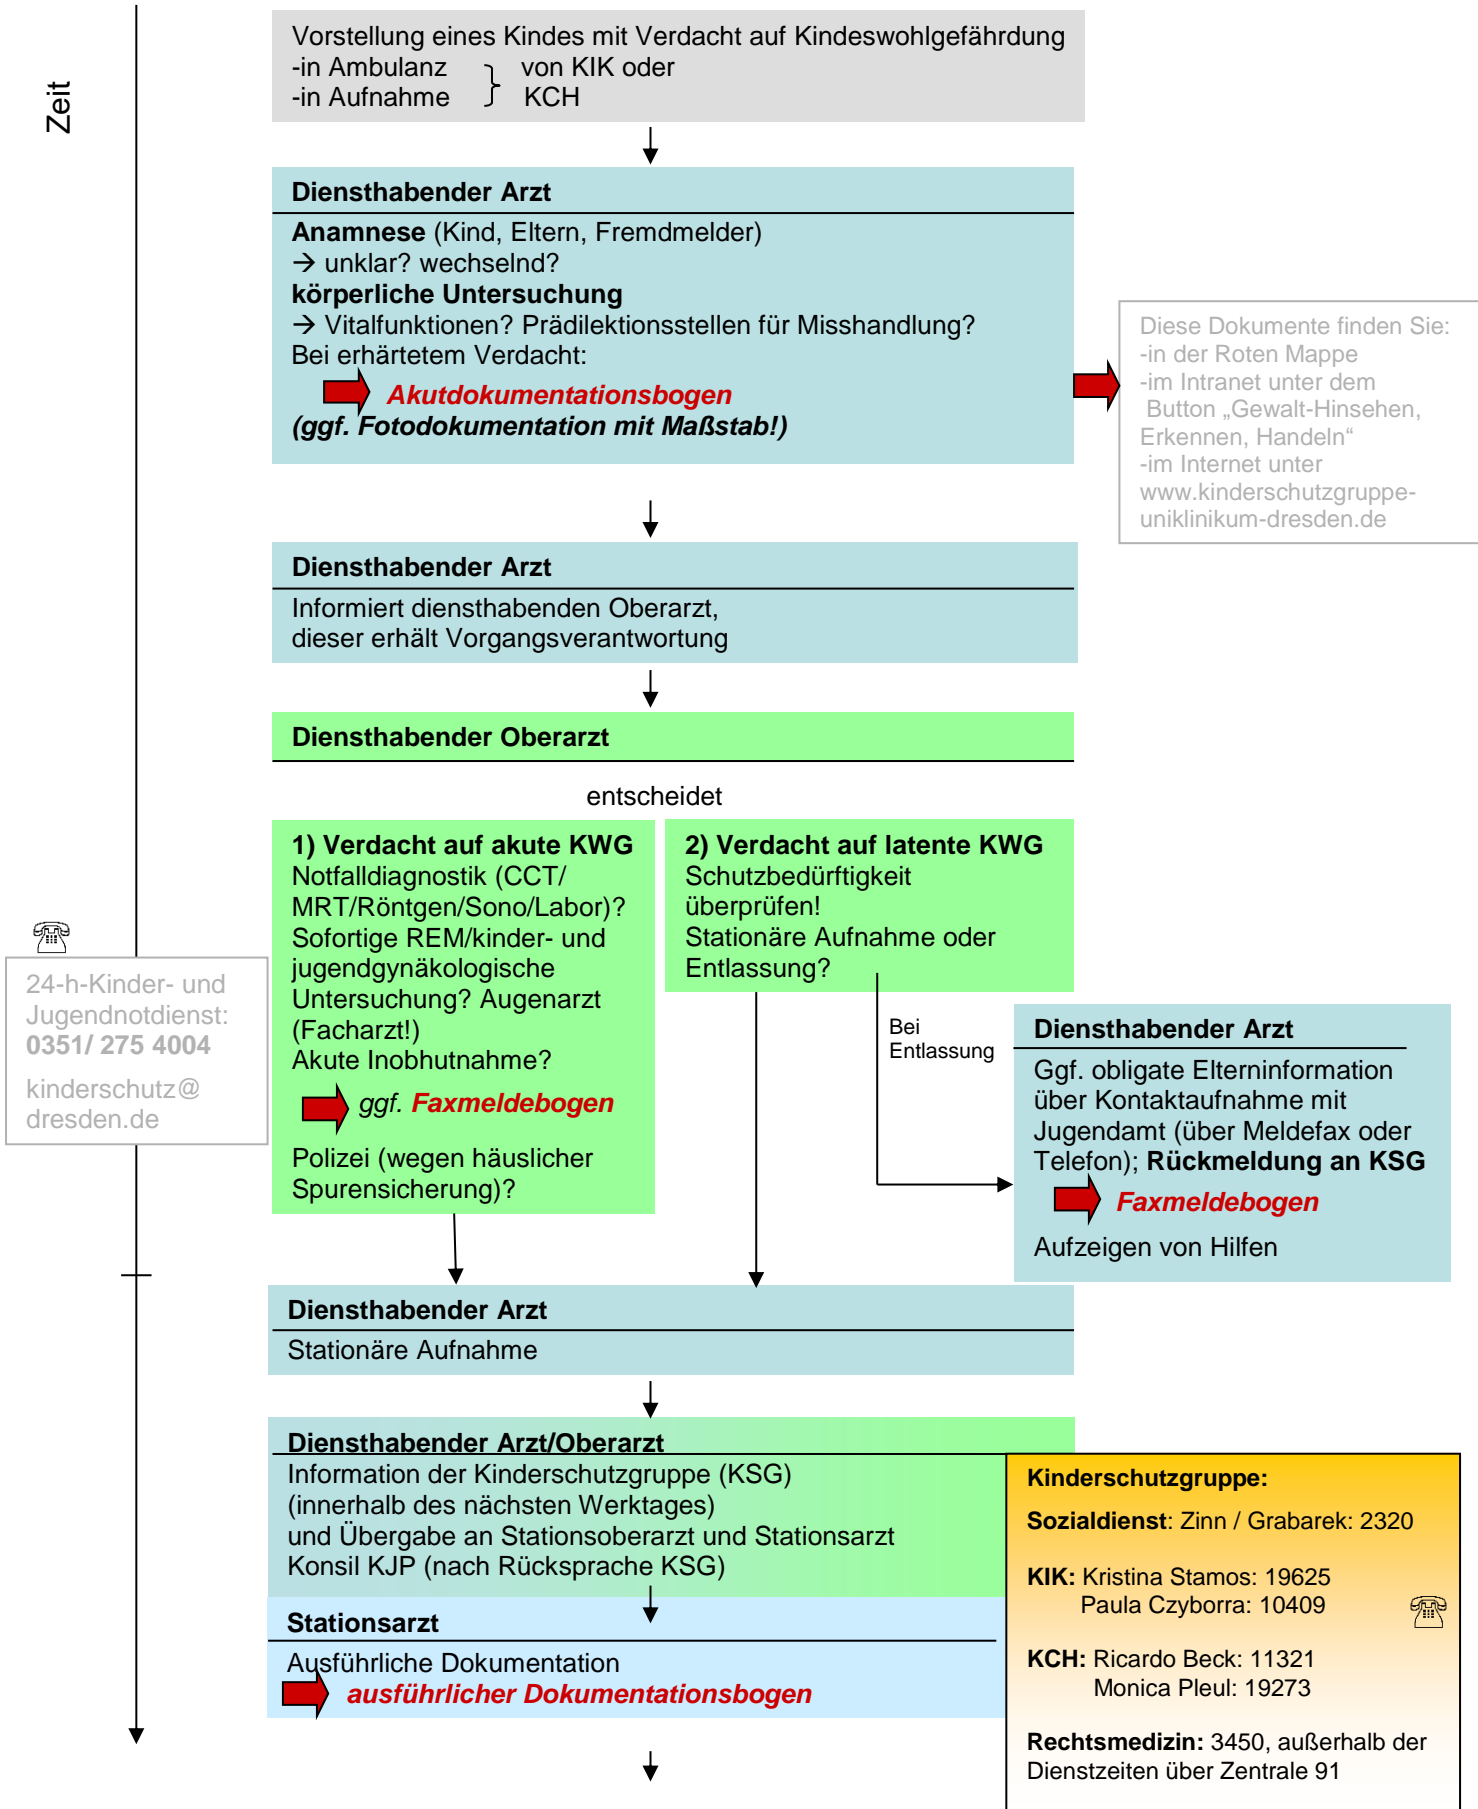 Zeit
Vorstellung eines Kindes mit Verdacht auf Kindeswohlgefährdung
-in Ambulanz von KIK oder
-in Aufnahme KCH
Diensthabender Arzt
Anamnese (Kind, Eltern, Fremdmelder)
→ unklar? wechselnd?
körperliche Untersuchung
→ Vitalfunktionen? Prädilektionsstellen für Misshandlung?
Bei erhärtetem Verdacht:
Akutdokumentationsbogen
(ggf. Fotodokumentation mit Maßstab!)
Diese Dokumente finden Sie:
-in der Roten Mappe
-im Intranet unter dem
Button „Gewalt-Hinsehen,
Erkennen, Handeln“
-im Internet unter
www.kinderschutzgruppe-
uniklinikum-dresden.de
Diensthabender Arzt
Informiert diensthabenden Oberarzt,
dieser erhält Vorgangsverantwortung
Diensthabender Oberarzt
entscheidet
1) Verdacht auf akute KWG
Notfalldiagnostik (CCT/
MRT/Röntgen/Sono/Labor)?
Sofortige REM/kinder- und
jugendgynäkologische
Untersuchung? Augenarzt
(Facharzt!)
Akute Inobhutnahme?
ggf. Faxmeldebogen
Polizei (wegen häuslicher
Spurensicherung)?
2) Verdacht auf latente KWG
Schutzbedürftigkeit
überprüfen!
Stationäre Aufnahme oder
Entlassung?
24-h-Kinder- und
Jugendnotdienst:
0351/ 275 4004
kinderschutz@
dresden.de
Bei
Entlassung
Diensthabender Arzt
Ggf. obligate Elterninformation
über Kontaktaufnahme mit
Jugendamt (über Meldefax oder
Telefon); Rückmeldung an KSG
Faxmeldebogen
Aufzeigen von Hilfen
Diensthabender Arzt
Stationäre Aufnahme
Diensthabender Arzt/Oberarzt
Information der Kinderschutzgruppe (KSG)
(innerhalb des nächsten Werktages)
und Übergabe an Stationsoberarzt und Stationsarzt
Konsil KJP (nach Rücksprache KSG)
Stationsarzt
Ausführliche Dokumentation
ausführlicher Dokumentationsbogen
Kinderschutzgruppe:
Sozialdienst: Zinn / Grabarek: 2320
KIK: Kristina Stamos: 19625
Paula Czyborra: 10409
KCH: Ricardo Beck: 11321
Monica Pleul: 19273
Rechtsmedizin: 3450, außerhalb der
Dienstzeiten über Zentrale 91